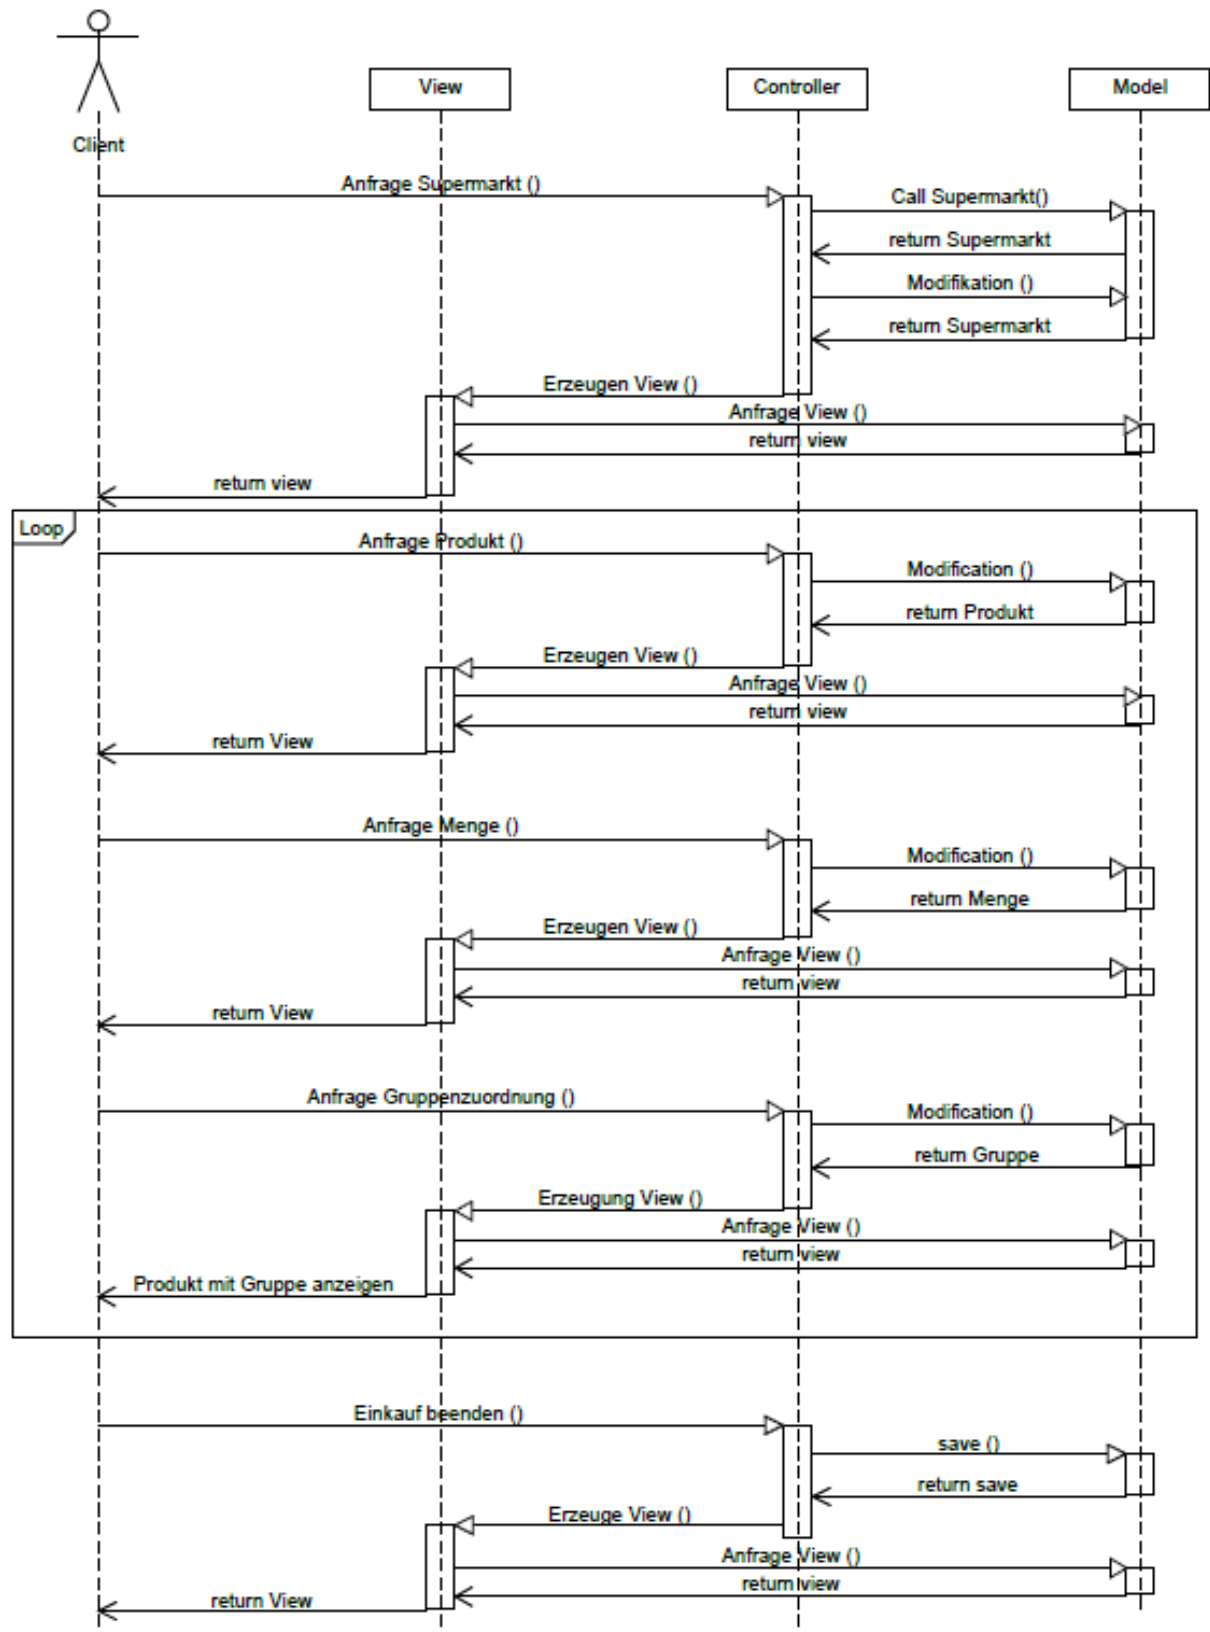 View
Controller
Model
Client
Anfrage Supermarkt ()
Call Supermarkt()
return Supermarkt
Modifikation ()
return Supermarkt
Erzeugen View ()
Anfrage View ()
return view
return view
Loop
Anfrage Produkt ()
Modification ()
return Produkt
Erzeugen View ()
Anfrage View ()
return view
return View
Anfrage Menge ()
Modification ()
return Menge
Erzeugen View ()
Anfrage View ()
return view
return View
Anfrage Gruppenzuordnung ()
Modification ()
return Gruppe
Erzeugung View ()
Anfrage View ()
return view
Produkt mit Gruppe anzeigen
Einkauf beenden ()
save ()
return save
Erzeuge View ()
Anfrage View ()
return view
return View